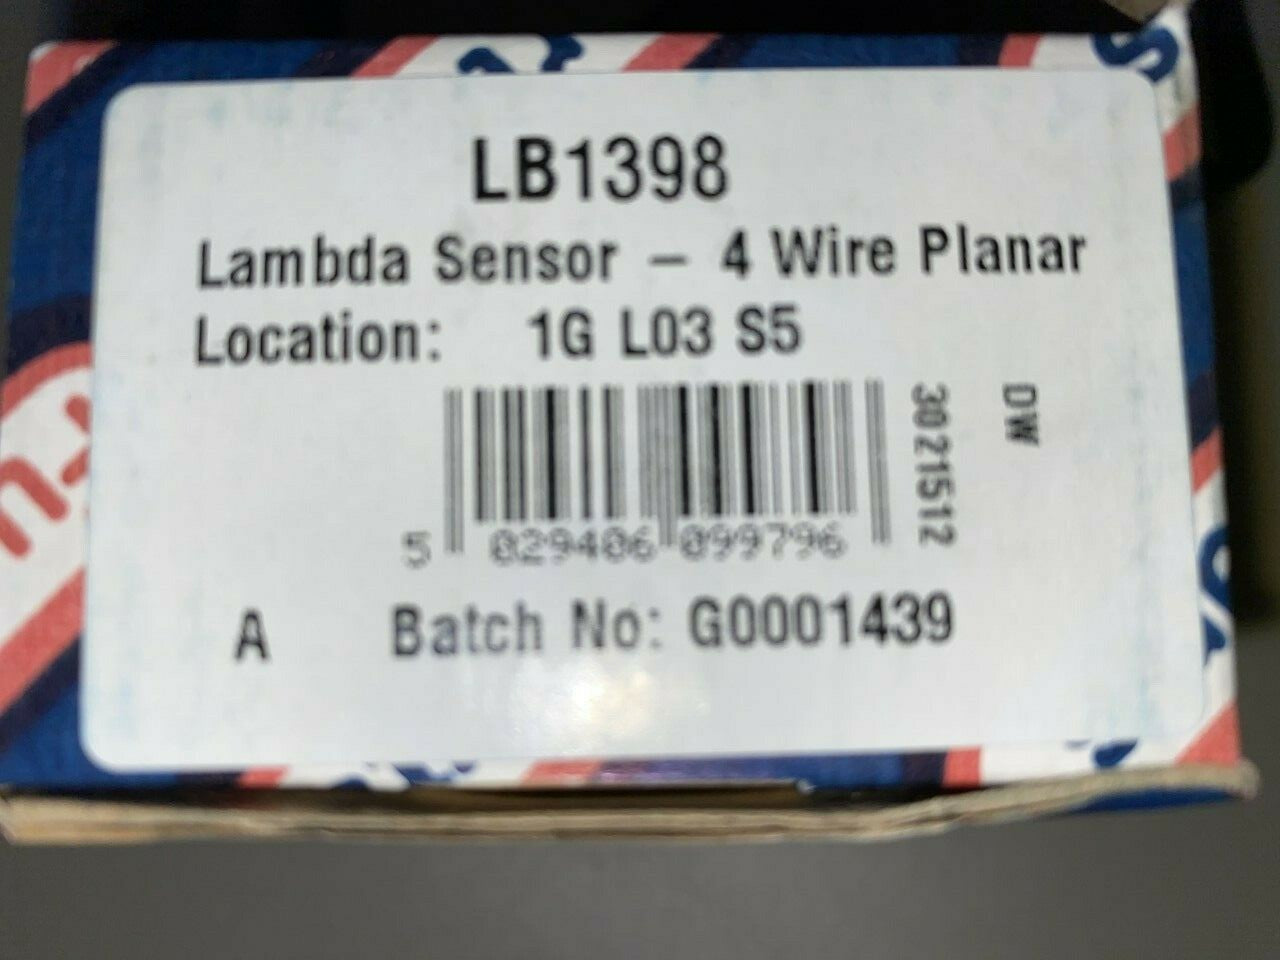 LB1398
Lambda Sensor – 4 Wire Planar
Location: 1G L03 S5
5 029406 099796
3021512
DW
A Batch No: G0001439